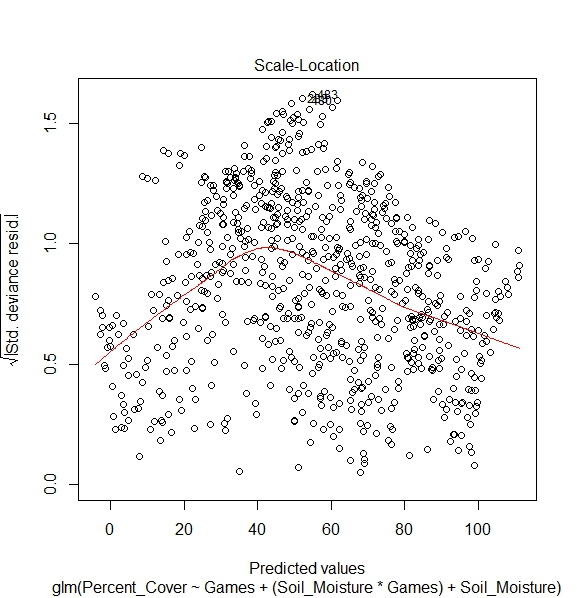 Scale-Location
√|Std. deviance resid.|
1.5
1.0
0.5
0.0
0 20 40 60 80 100
Predicted values
glm(Percent_Cover ~ Games + (Soil_Moisture * Games) + Soil_Moisture)